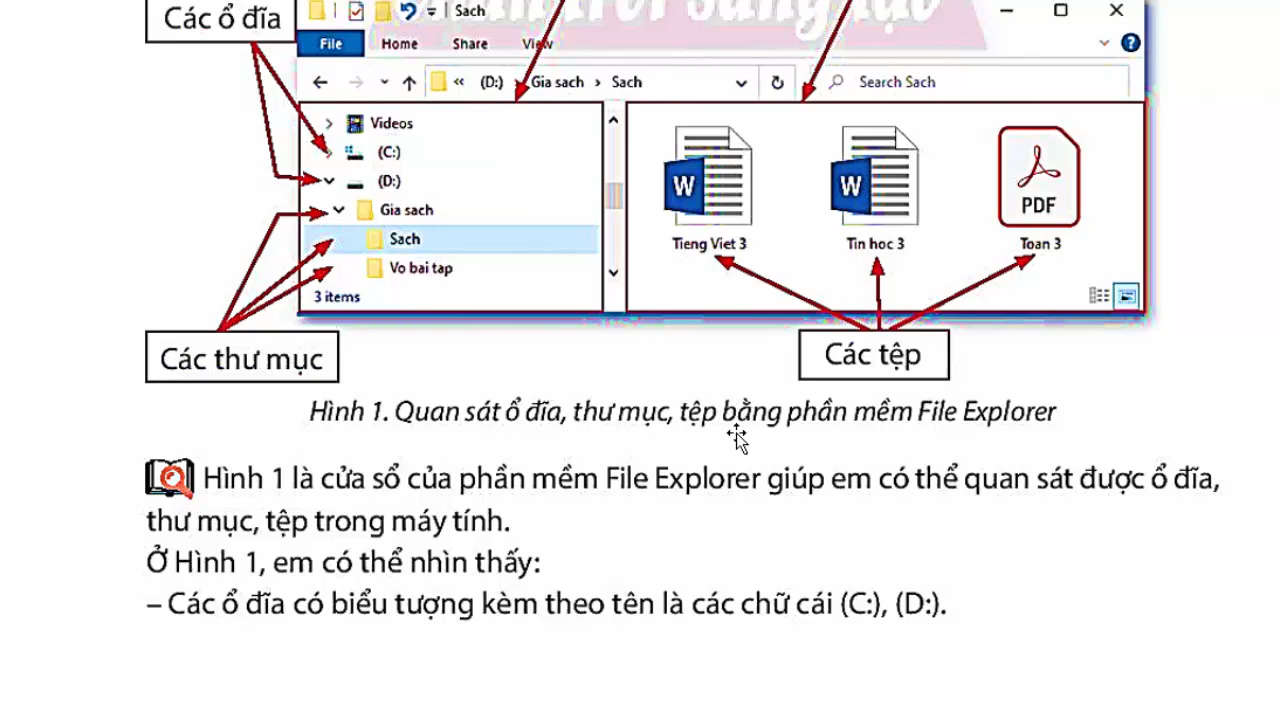 Chân trời sáng tạo
Các ổ đĩa
Sach
File Home Share View
(D:) Gia sach Sach
Search Sach
Videos
(C:)
(D:)
Gia sach
Sach
Vo bai tap
3 items
W W PDF
Tieng Viet 3 Tin hoc 3 Toan 3
Các thư mục
Các tệp
Hình 1. Quan sát ổ đĩa, thư mục, tệp bằng phần mềm File Explorer
Hình 1 là cửa sổ của phần mềm File Explorer giúp em có thể quan sát được ổ đĩa,
thư mục, tệp trong máy tính.
Ở Hình 1, em có thể nhìn thấy:
– Các ổ đĩa có biểu tượng kèm theo tên là các chữ cái (C:), (D:).